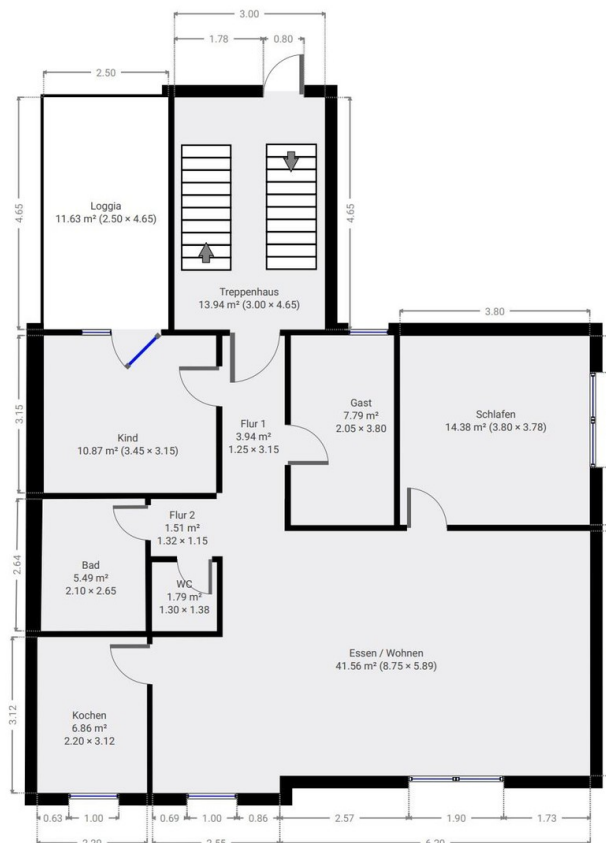 3.00
1.78
0.80
2.50
4.65
4.65
Loggia
11.63 m² (2.50 × 4.65)
Treppenhaus
13.94 m² (3.00 × 4.65)
3.80
3.15
Kind
10.87 m² (3.45 × 3.15)
Flur 1
3.94 m²
1.25 × 3.15
Gast
7.79 m²
2.05 × 3.80
Schlafen
14.38 m² (3.80 × 3.78)
2.64
Bad
5.49 m²
2.10 × 2.65
Flur 2
1.51 m²
1.32 × 1.15
WC
1.79 m²
1.30 × 1.38
Essen / Wohnen
41.56 m² (8.75 × 5.89)
3.12
Kochen
6.86 m²
2.20 × 3.12
0.63
1.00
0.69
1.00
0.86
2.57
1.90
1.73
2.20
2.55
6.20